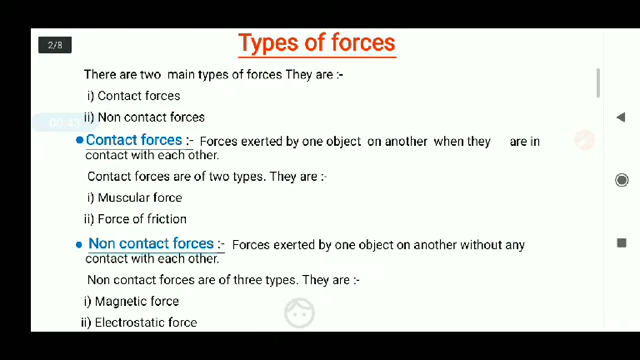 2/8
Types of forces
There are two main types of forces They are :-
i) Contact forces
00:43
ii) Non contact forces
Contact forces :- Forces exerted by one object on another when they are in
contact with each other.
Contact forces are of two types. They are :-
i) Muscular force
ii) Force of friction
Non contact forces :- Forces exerted by one object on another without any
contact with each other.
Non contact forces are of three types. They are :-
i) Magnetic force
ii) Electrostatic force